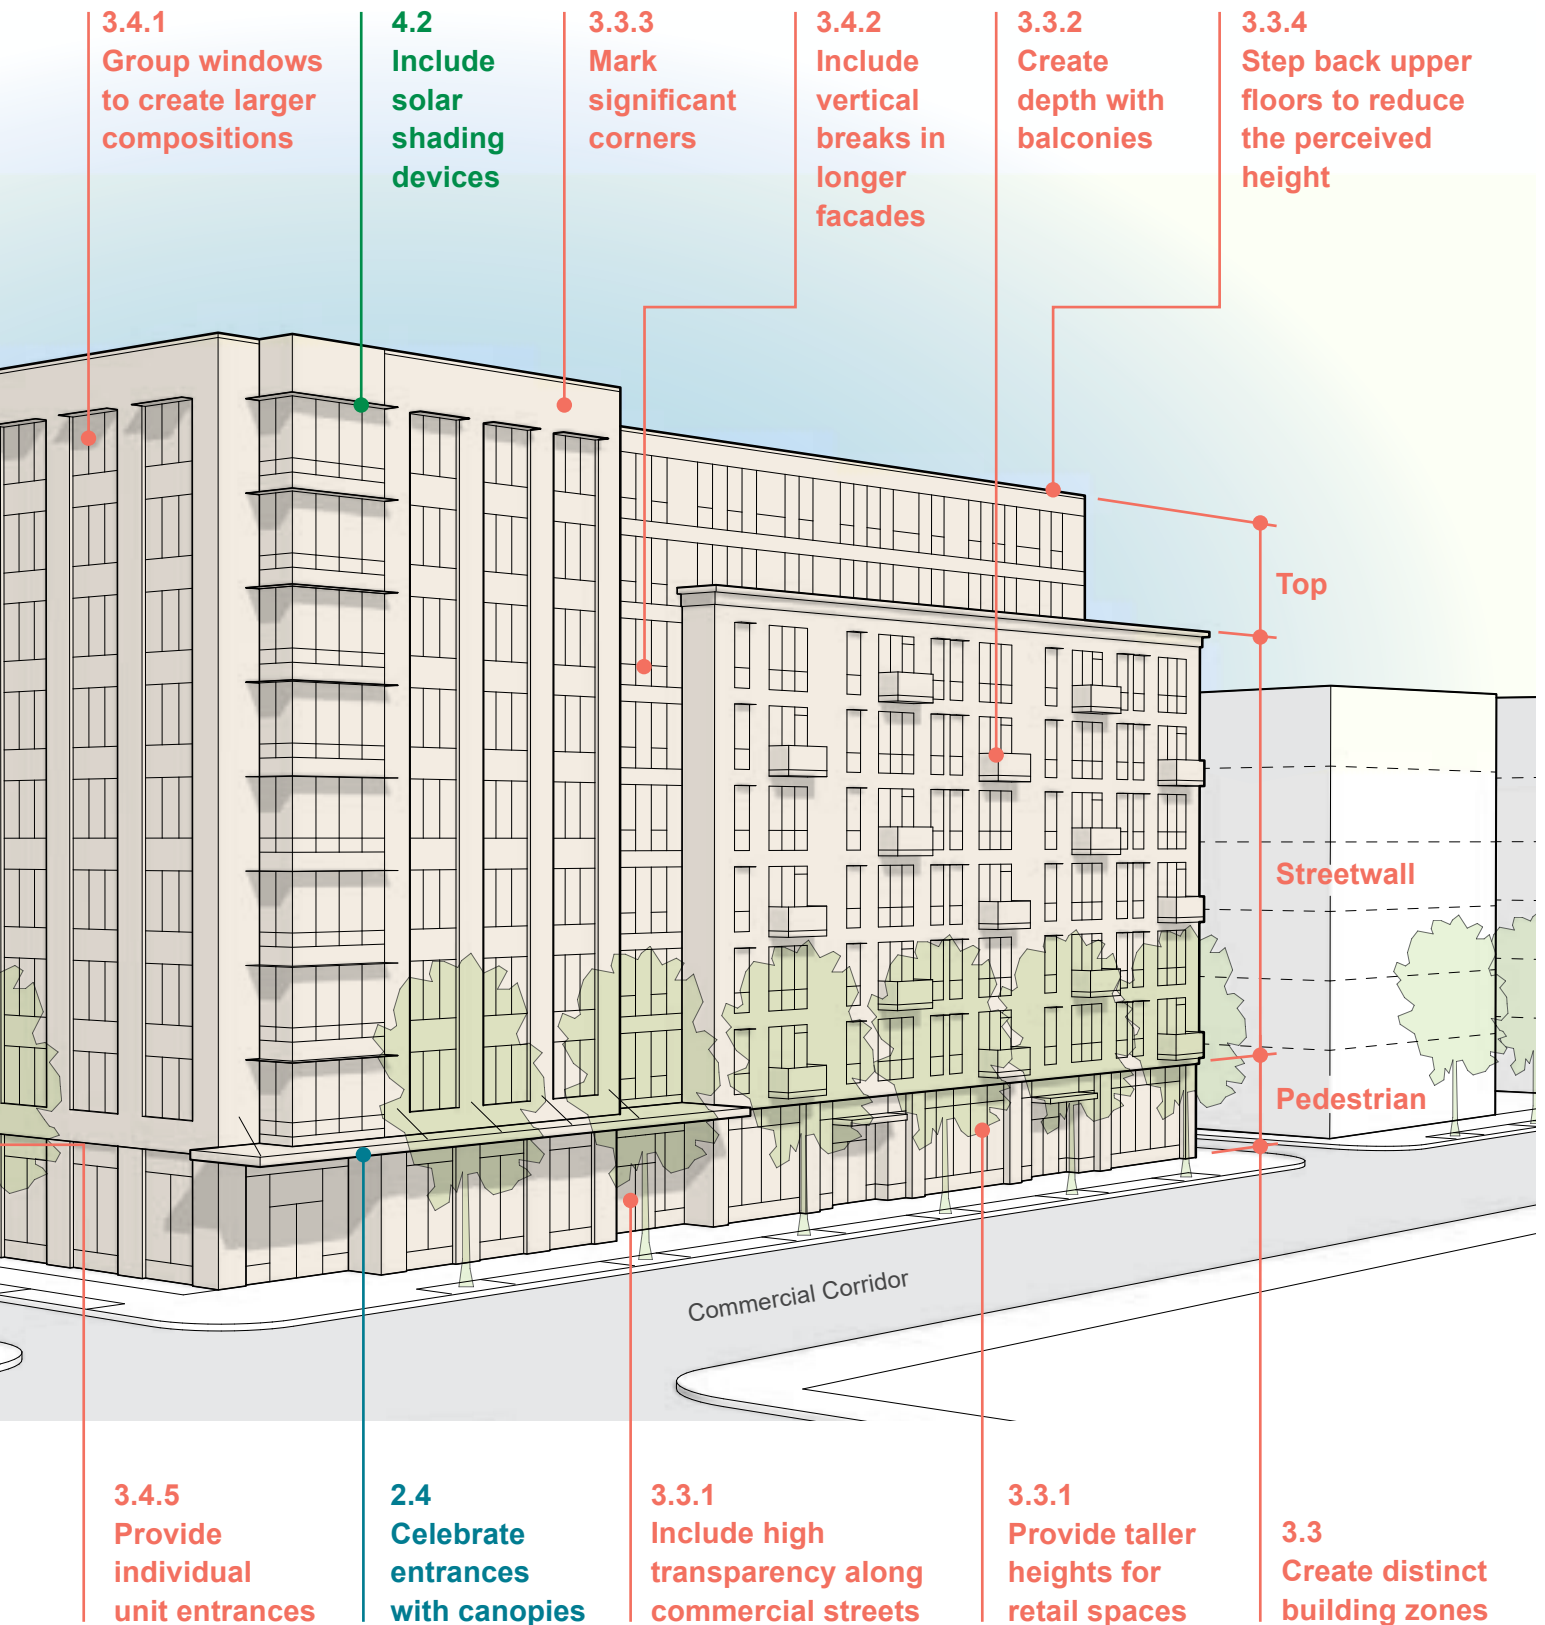 3.4.1
Group windows
to create larger
compositions
4.2
Include
solar
shading
devices
3.3.3
Mark
significant
corners
3.4.2
Include
vertical
breaks in
longer
facades
3.3.2
Create
depth with
balconies
3.3.4
Step back upper
floors to reduce
the perceived
height
Top
Streetwall
Pedestrian
Commercial Corridor
3.4.5
Provide
individual
unit entrances
2.4
Celebrate
entrances
with canopies
3.3.1
Include high
transparency along
commercial streets
3.3.1
Provide taller
heights for
retail spaces
3.3
Create distinct
building zones